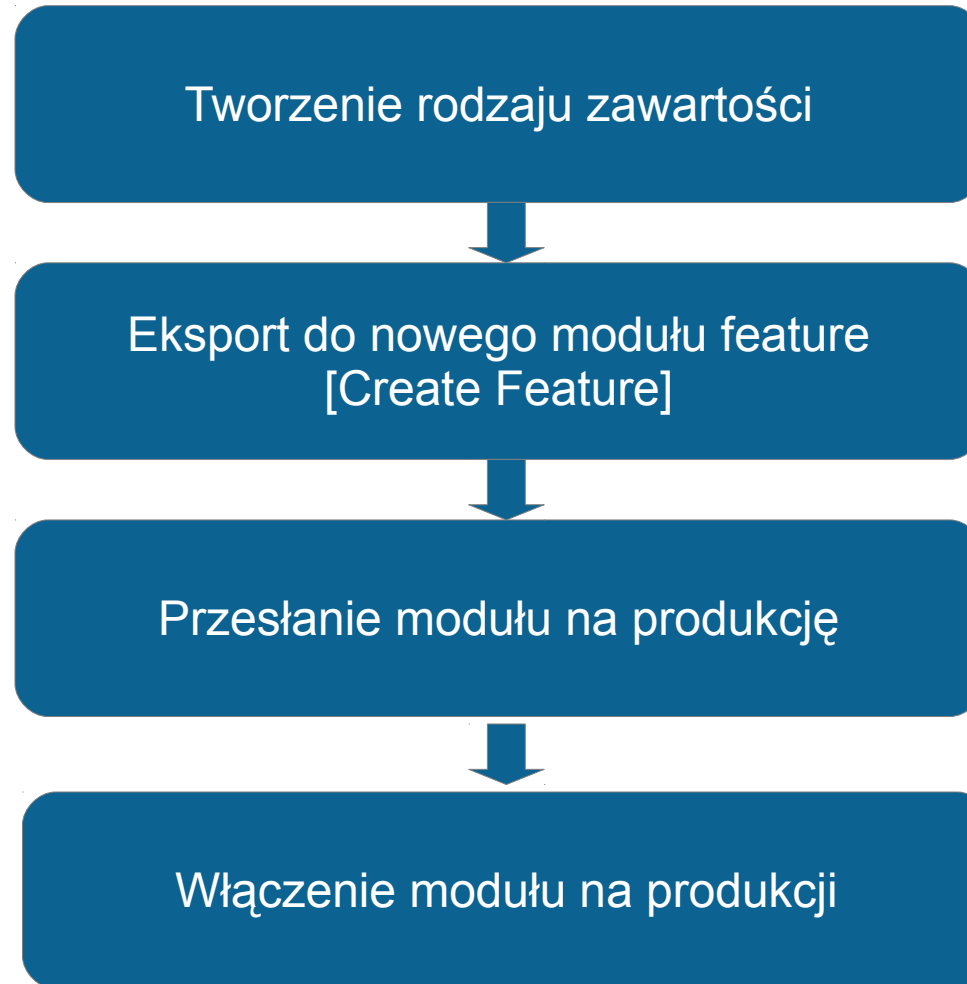 Tworzenie rodzaju zawartości
Eksport do nowego modułu feature
[Create Feature]
Przesłanie modułu na produkcję
Włączenie modułu na produkcji